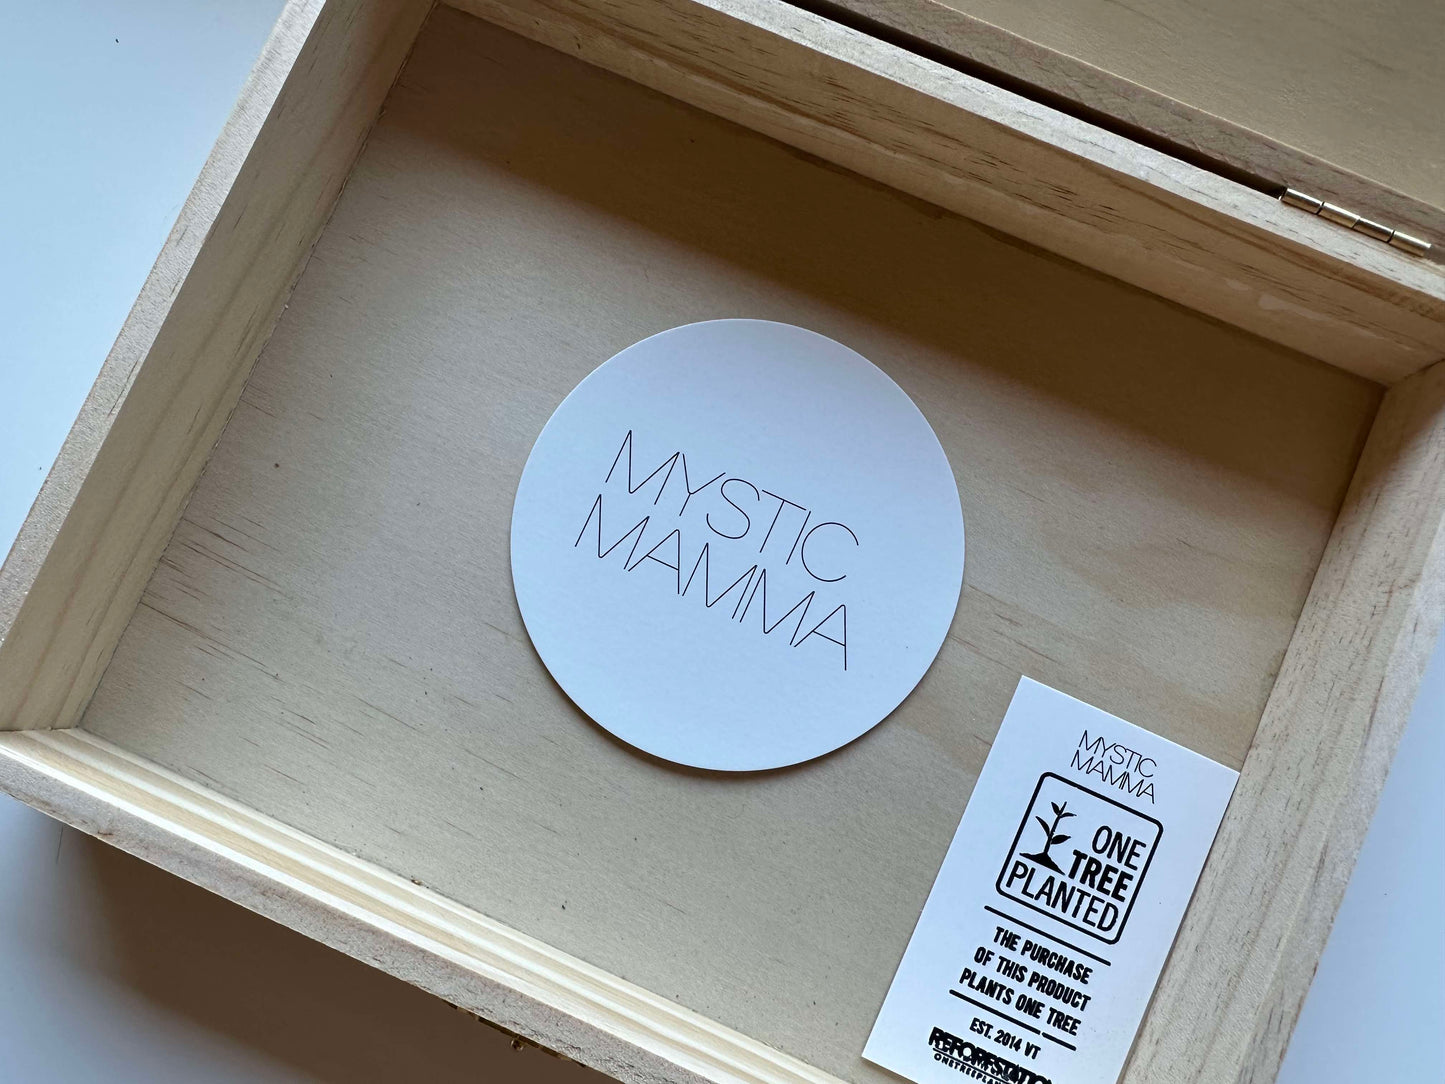 MYSTIC
MAMMA
MYSTIC
MAMMA
ONE
TREE
PLANTED
THE PURCHASE
OF THIS PRODUCT
PLANTS ONE TREE
EST. 2014 VT